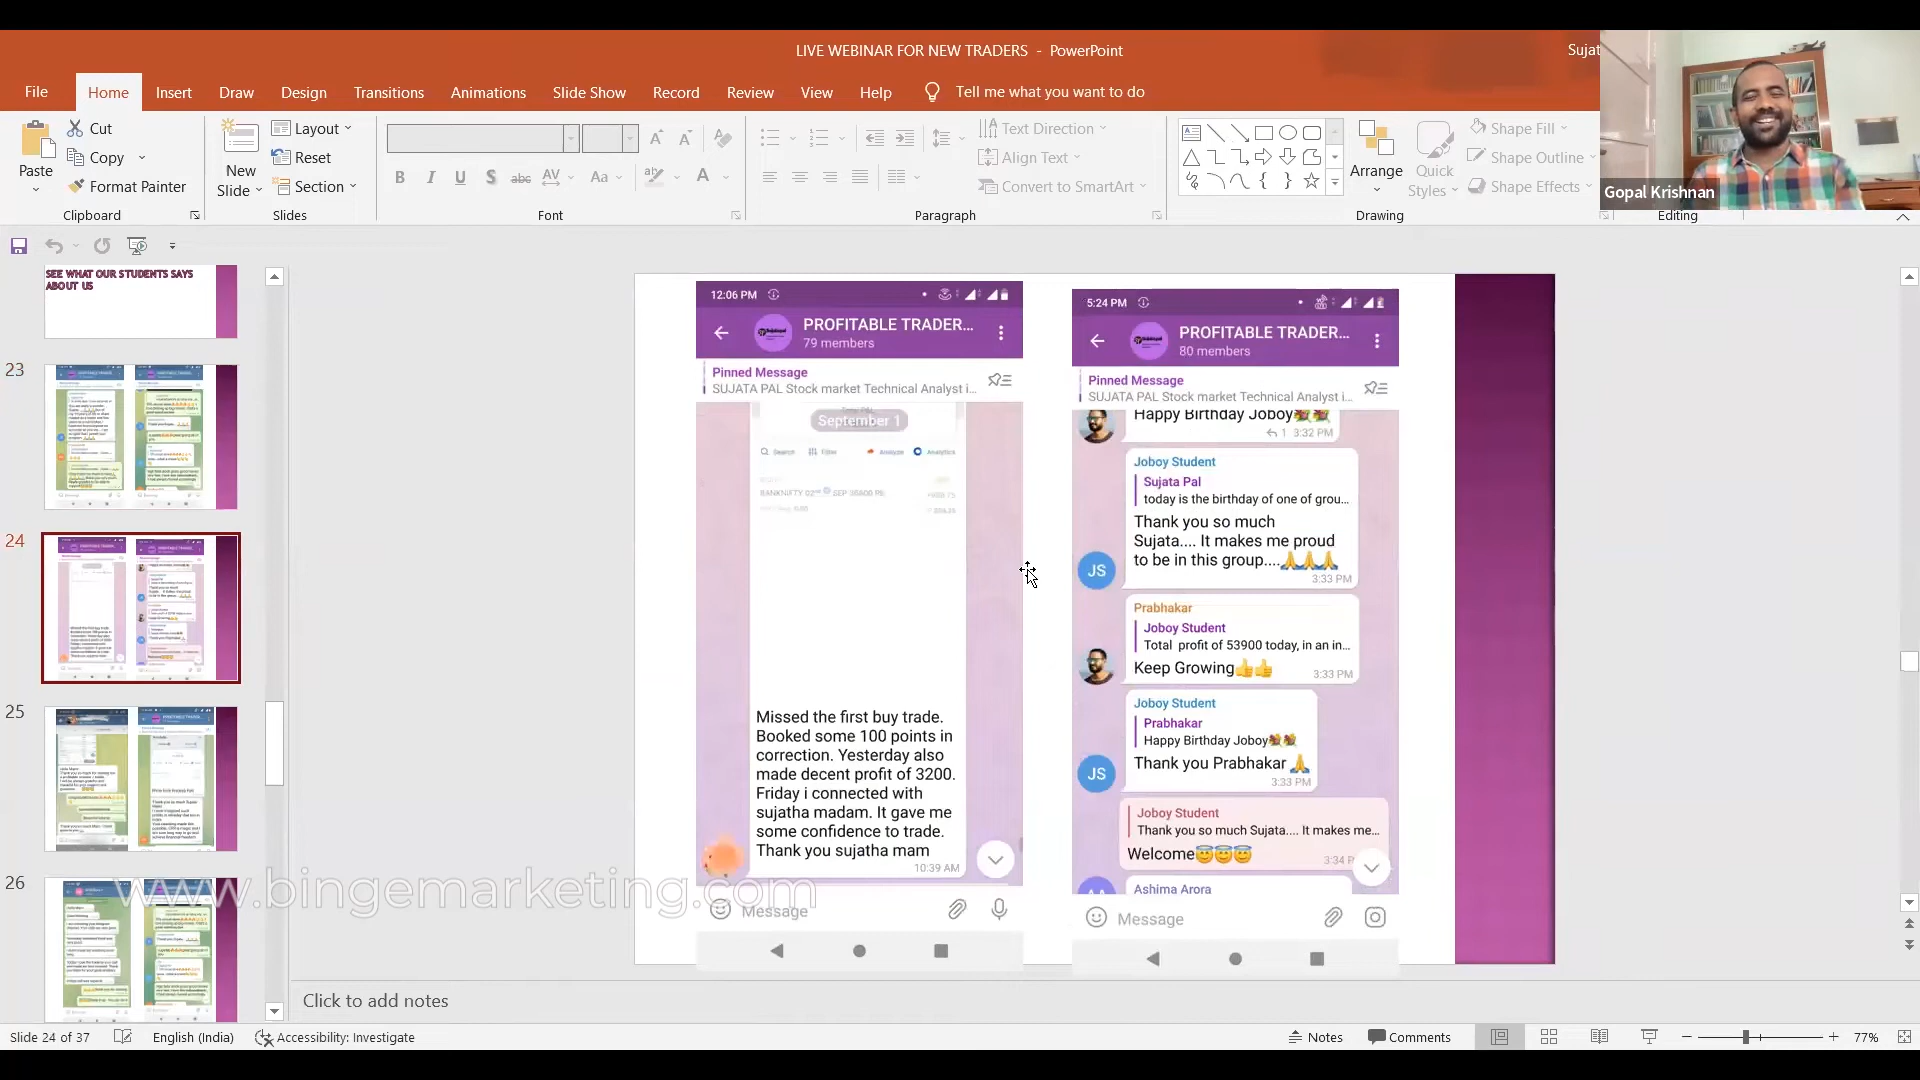 LIVE WEBINAR FOR NEW TRADERS - PowerPoint
Sujat
File
Home
Insert
Draw
Design
Transitions
Animations
Slide Show
Record
Review
View
Help
Tell me what you want to do
Paste
Cut
Copy
Format Painter
Clipboard
New Slide
Layout
Reset
Section
Slides
Font
Text Direction
Align Text
Convert to SmartArt
Paragraph
Arrange
Quick Styles
Shape Fill
Shape Outline
Shape Effects
Drawing
Editing
Gopal Krishnan
SEE WHAT OUR STUDENTS SAYS
ABOUT US
23
24
25
26
12:06 PM
PROFITABLE TRADER...
79 members
Pinned Message
SUJATA PAL Stock market Technical Analyst i...
September 1
Search
Filter
Analyze
Analytics
Missed the first buy trade.
Booked some 100 points in
correction. Yesterday also
made decent profit of 3200.
Friday i connected with
sujatha madam. It gave me
some confidence to trade.
Thank you sujatha mam
10:39 AM
Message
5:24 PM
PROFITABLE TRADER...
80 members
Pinned Message
SUJATA PAL Stock market Technical Analyst i...
Happy Birthday Joboy💐💐
1 3:32 PM
Joboy Student
Sujata Pal
today is the birthday of one of grou...
Thank you so much
Sujata.... It makes me proud
to be in this group....🙏🙏🙏
3:33 PM
JS
Prabhakar
Joboy Student
Total profit of 53900 today, in an in...
Keep Growing👍👍
3:33 PM
Joboy Student
Prabhakar
Happy Birthday Joboy💐💐
Thank you Prabhakar 🙏
3:33 PM
JS
Joboy Student
Thank you so much Sujata.... It makes me...
Welcome😇😇😇
3:34 P
Ashima Arora
Message
www.bingemarketing.com
Click to add notes
Slide 24 of 37
English (India)
Accessibility: Investigate
Notes
Comments
77%